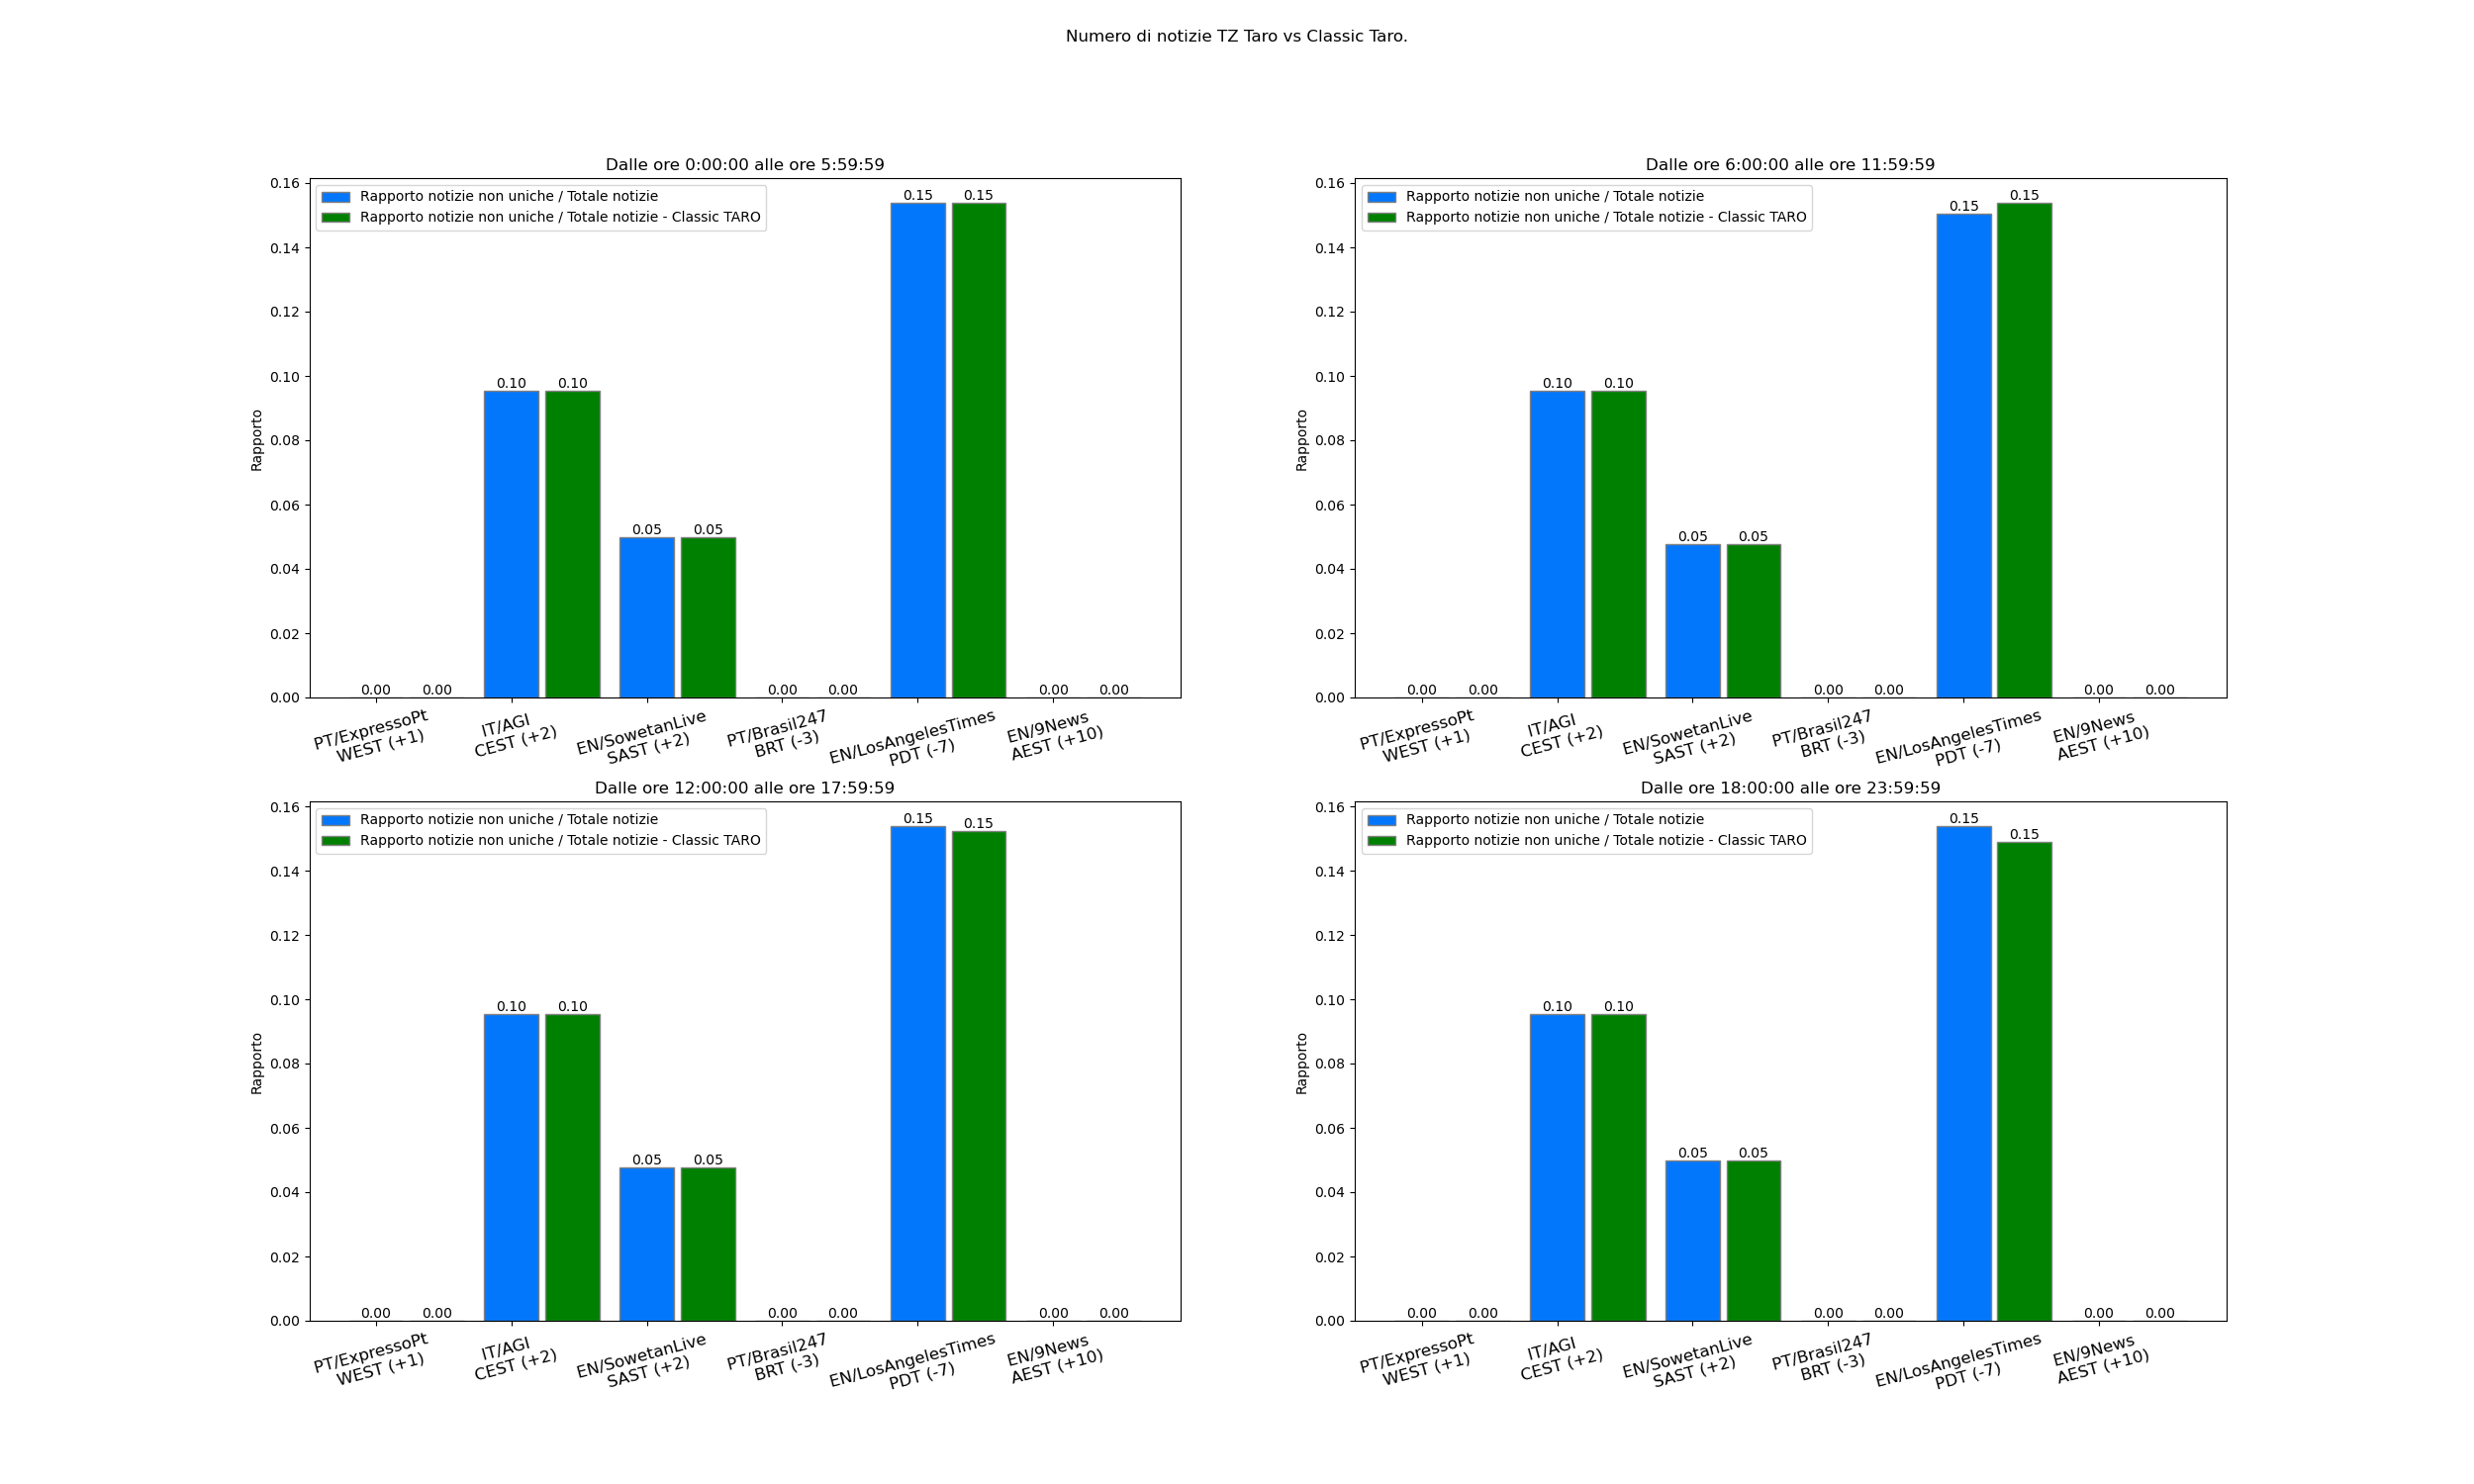 Numero di notizie TZ Taro vs Classic Taro.
Dalle ore 0:00:00 alle ore 5:59:59
Rapporto notizie non uniche / Totale notizie
Rapporto notizie non uniche / Totale notizie - Classic TARO
Rapporto
0.16
0.14
0.12
0.10
0.08
0.06
0.04
0.02
0.00
0.00
0.00
0.10
0.10
0.05
0.05
0.00
0.00
0.15
0.15
0.00
0.00
PT/ExpressoPt
WEST (+1)
IT/AGI
CEST (+2)
EN/SowetanLive
SAST (+2)
PT/Brasil247
BRT (-3)
EN/LosAngelesTimes
PDT (-7)
EN/9News
AEST (+10)
Dalle ore 6:00:00 alle ore 11:59:59
Rapporto notizie non uniche / Totale notizie
Rapporto notizie non uniche / Totale notizie - Classic TARO
Rapporto
0.16
0.14
0.12
0.10
0.08
0.06
0.04
0.02
0.00
0.00
0.00
0.10
0.10
0.05
0.05
0.00
0.00
0.15
0.15
0.00
0.00
PT/ExpressoPt
WEST (+1)
IT/AGI
CEST (+2)
EN/SowetanLive
SAST (+2)
PT/Brasil247
BRT (-3)
EN/LosAngelesTimes
PDT (-7)
EN/9News
AEST (+10)
Dalle ore 12:00:00 alle ore 17:59:59
Rapporto notizie non uniche / Totale notizie
Rapporto notizie non uniche / Totale notizie - Classic TARO
Rapporto
0.16
0.14
0.12
0.10
0.08
0.06
0.04
0.02
0.00
0.00
0.00
0.10
0.10
0.05
0.05
0.00
0.00
0.15
0.15
0.00
0.00
PT/ExpressoPt
WEST (+1)
IT/AGI
CEST (+2)
EN/SowetanLive
SAST (+2)
PT/Brasil247
BRT (-3)
EN/LosAngelesTimes
PDT (-7)
EN/9News
AEST (+10)
Dalle ore 18:00:00 alle ore 23:59:59
Rapporto notizie non uniche / Totale notizie
Rapporto notizie non uniche / Totale notizie - Classic TARO
Rapporto
0.16
0.14
0.12
0.10
0.08
0.06
0.04
0.02
0.00
0.00
0.00
0.10
0.10
0.05
0.05
0.00
0.00
0.15
0.15
0.00
0.00
PT/ExpressoPt
WEST (+1)
IT/AGI
CEST (+2)
EN/SowetanLive
SAST (+2)
PT/Brasil247
BRT (-3)
EN/LosAngelesTimes
PDT (-7)
EN/9News
AEST (+10)